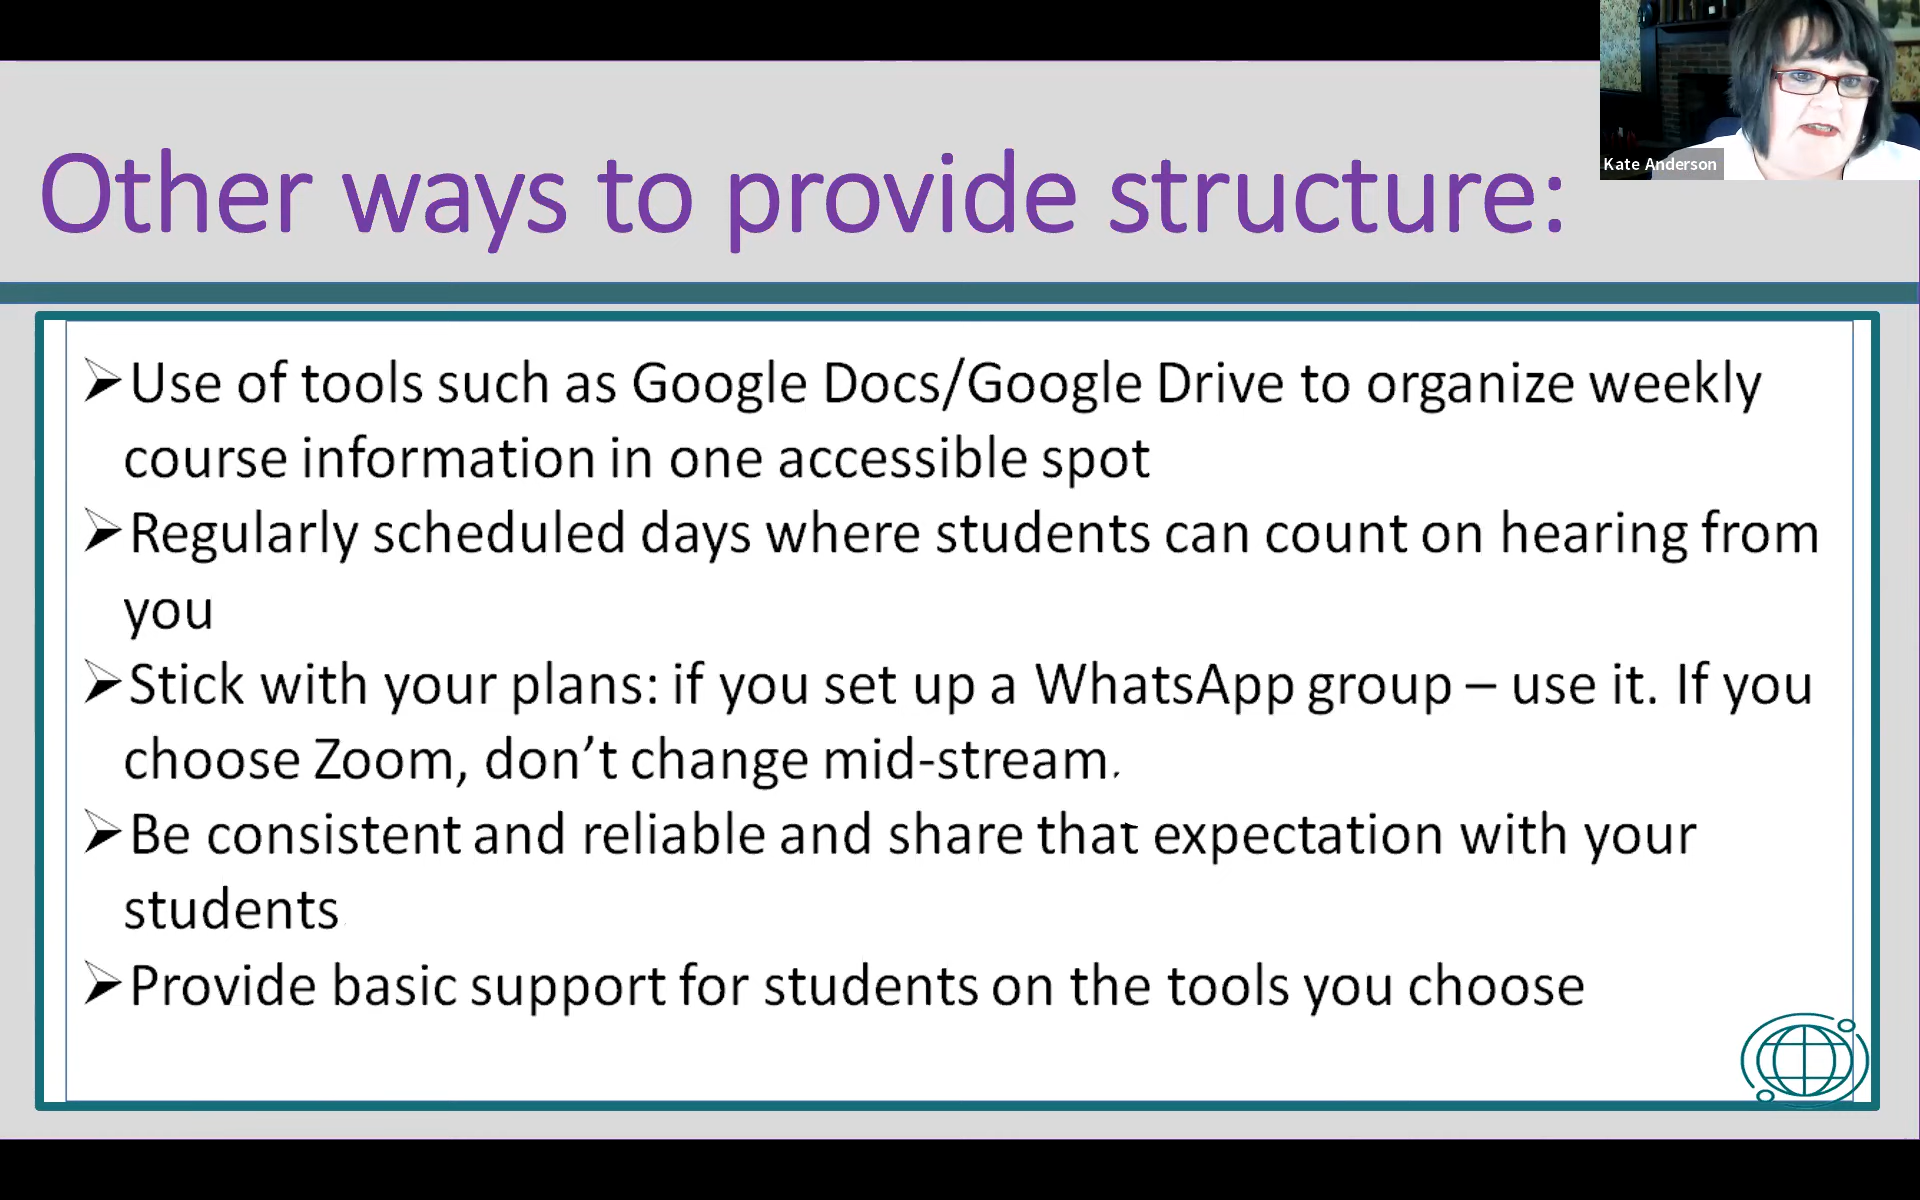 Kate Anderson
Other ways to provide structure:
➢Use of tools such as Google Docs/Google Drive to organize weekly
course information in one accessible spot
➢Regularly scheduled days where students can count on hearing from
you
➢Stick with your plans: if you set up a WhatsApp group – use it. If you
choose Zoom, don’t change mid-stream.
➢Be consistent and reliable and share that expectation with your
students
➢Provide basic support for students on the tools you choose